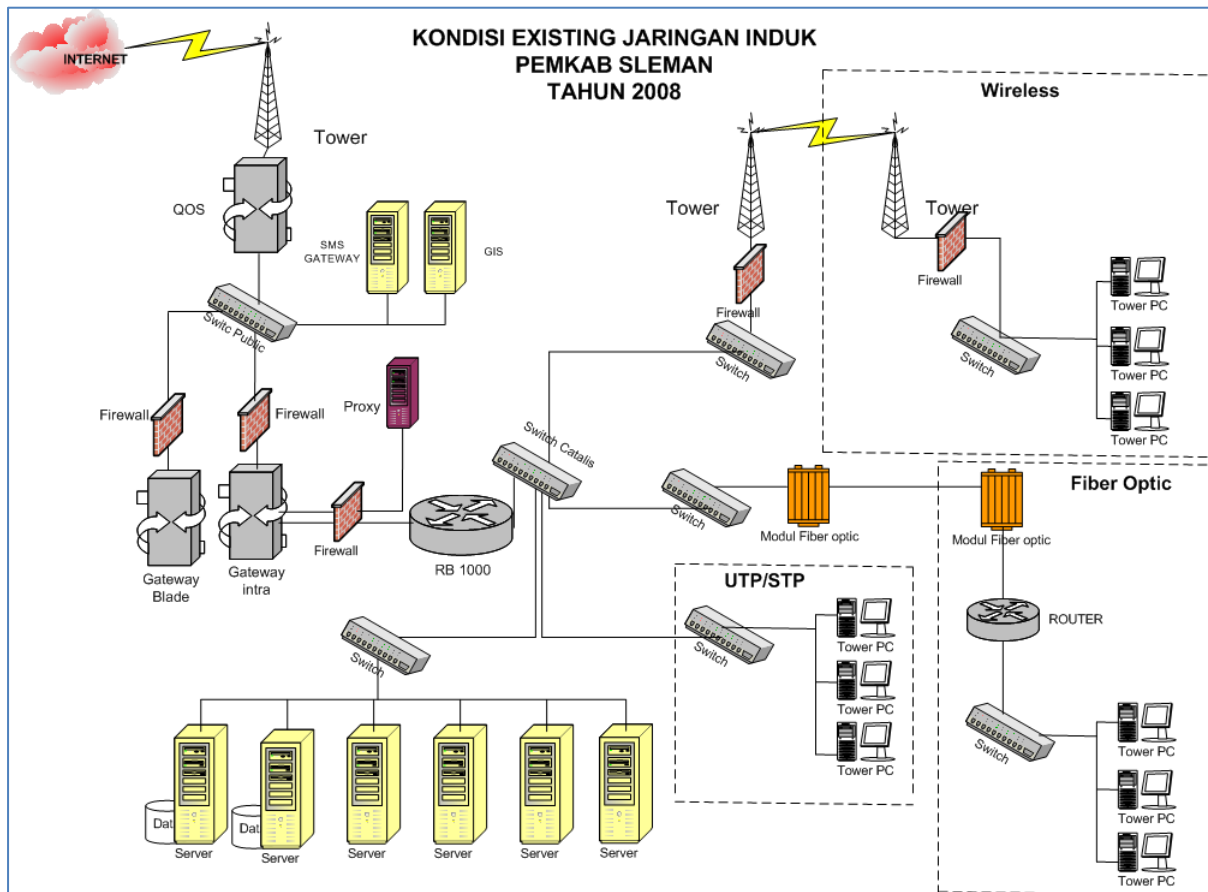 KONDISI EXISTING JARINGAN INDUK
PEMKAB SLEMAN
TAHUN 2008
INTERNET
Wireless
Tower
QOS
SMS
GATEWAY
GIS
Tower
Tower
Firewall
Firewall
Switc Public
Switch
Switch
Tower PC
Tower PC
Tower PC
Firewall
Firewall
Proxy
Switch Catalis
Firewall
RB 1000
Gateway
Blade
Gateway
intra
Switch
Modul Fiber optic
Fiber Optic
Modul Fiber optic
ROUTER
Switch
Tower PC
Tower PC
Tower PC
UTP/STP
Switch
Tower PC
Tower PC
Tower PC
Switch
Dat
Dat
Server
Server
Server
Server
Server
Server